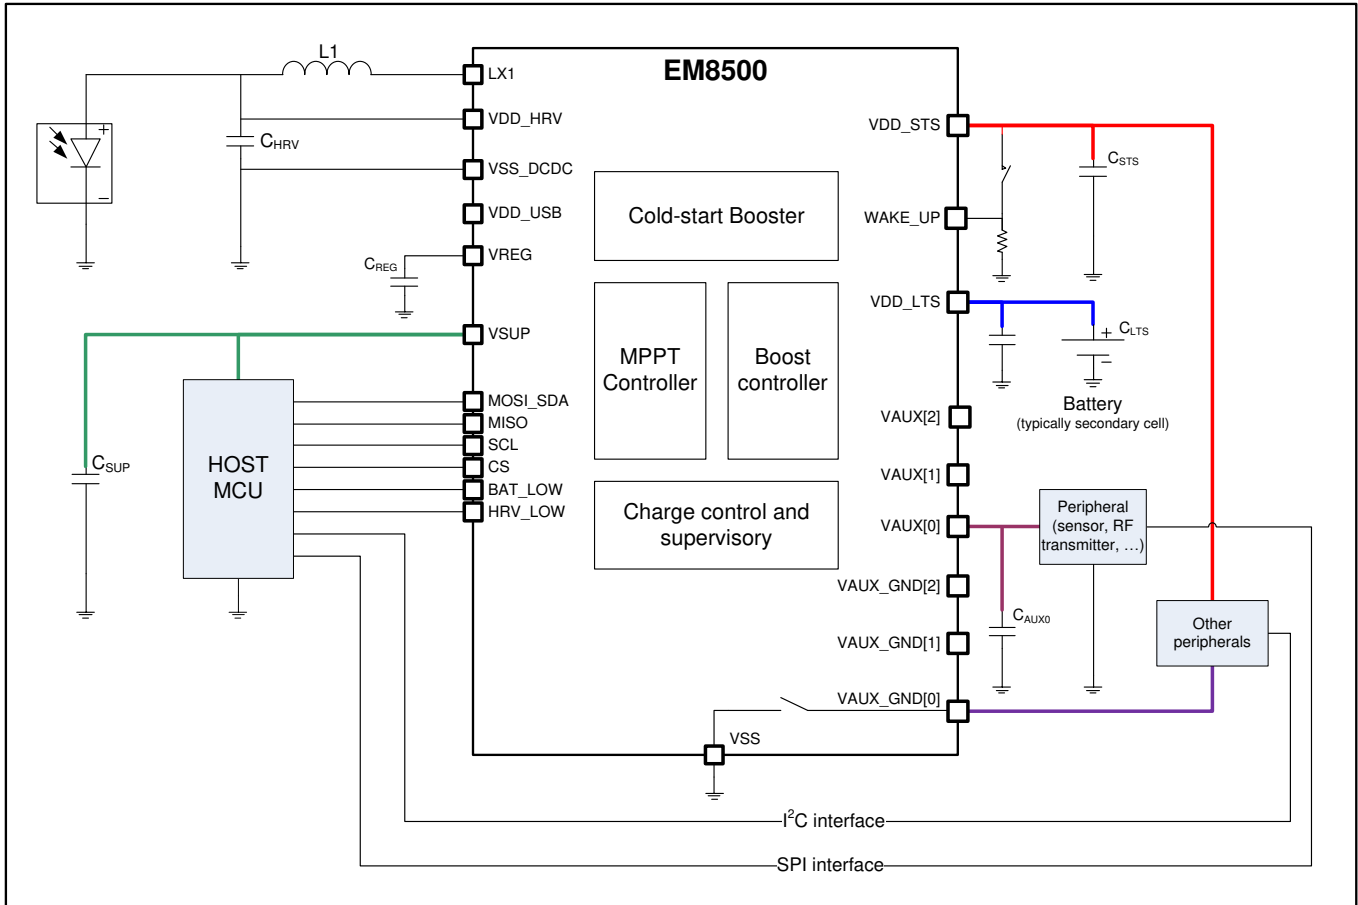 L1
EM8500
LX1
VDD_HRV
VDD_STS
+
CHRV
CSTS
VSS_DCDC
–
VDD_USB
Cold-start Booster
WAKE_UP
VREG
CREG
VDD_LTS
VSUP
+
CLTS
–
MPPT
Controller
Boost
controller
MOSI_SDA
MISO
SCL
CS
BAT_LOW
HRV_LOW
Battery
(typically secondary cell)
VAUX[2]
CSUP
HOST
MCU
VAUX[1]
Charge control and
supervisory
VAUX[0]
Peripheral
(sensor, RF
transmitter, …)
VAUX_GND[2]
CAUX0
Other
peripherals
VAUX_GND[1]
VAUX_GND[0]
VSS
I2C interface
SPI interface